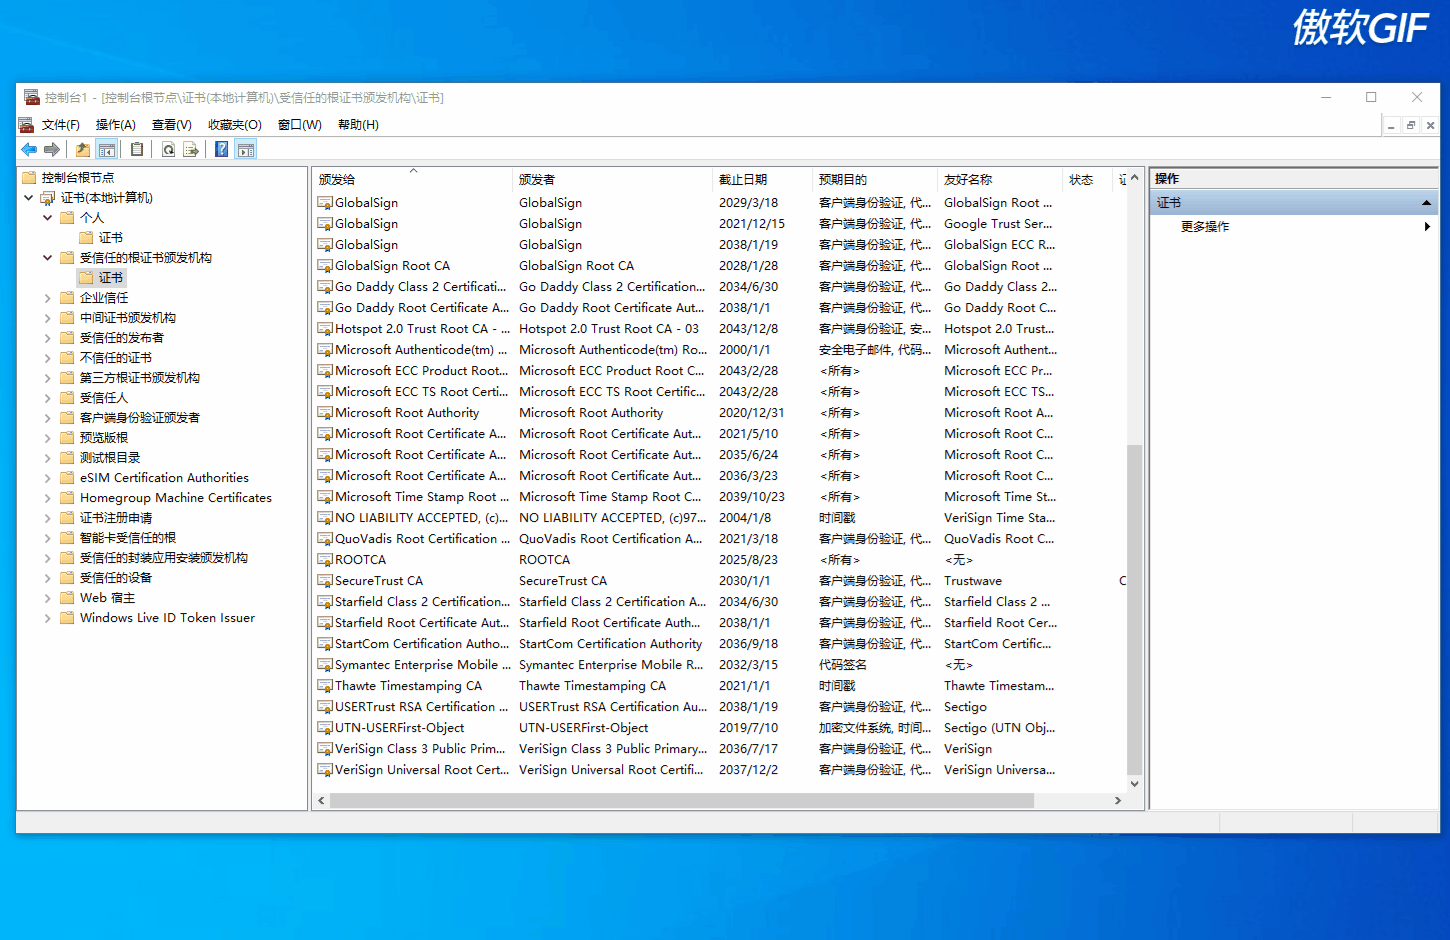 傲软GIF
控制台1 - [控制台根节点\证书(本地计算机)\受信任的根证书颁发机构\证书]
文件(F) 操作(A) 查看(V) 收藏夹(O) 窗口(W) 帮助(H)
控制台根节点
证书(本地计算机)
个人
证书
受信任的根证书颁发机构
证书
企业信任
中间证书颁发机构
受信任的发布者
不信任的证书
第三方根证书颁发机构
受信任人
客户端身份验证颁发者
预览版根
测试根目录
eSIM Certification Authorities
Homegroup Machine Certificates
证书注册申请
智能卡受信任的根
受信任的封装应用安装颁发机构
受信任的设备
Web 宿主
Windows Live ID Token Issuer
颁发给 颁发者 截止日期 预期目的 友好名称 状态 证
GlobalSign GlobalSign 2029/3/18 客户端身份验证, 代... GlobalSign Root ...
GlobalSign GlobalSign 2021/12/15 客户端身份验证, 代... Google Trust Ser...
GlobalSign GlobalSign 2038/1/19 客户端身份验证, 代... GlobalSign ECC R...
GlobalSign Root CA GlobalSign Root CA 2028/1/28 客户端身份验证, 代... GlobalSign Root ...
Go Daddy Class 2 Certificati... Go Daddy Class 2 Certification... 2034/6/30 客户端身份验证, 代... Go Daddy Class 2...
Go Daddy Root Certificate A... Go Daddy Root Certificate Aut... 2038/1/1 客户端身份验证, 代... Go Daddy Root C...
Hotspot 2.0 Trust Root CA - ... Hotspot 2.0 Trust Root CA - 03 2043/12/8 客户端身份验证, 安... Hotspot 2.0 Trust...
Microsoft Authenticode(tm) ... Microsoft Authenticode(tm) Ro... 2000/1/1 安全电子邮件, 代码... Microsoft Authent...
Microsoft ECC Product Root... Microsoft ECC Product Root C... 2043/2/28 <所有> Microsoft ECC Pr...
Microsoft ECC TS Root Certi... Microsoft ECC TS Root Certific... 2043/2/28 <所有> Microsoft ECC TS...
Microsoft Root Authority Microsoft Root Authority 2020/12/31 <所有> Microsoft Root A...
Microsoft Root Certificate A... Microsoft Root Certificate Aut... 2021/5/10 <所有> Microsoft Root C...
Microsoft Root Certificate A... Microsoft Root Certificate Aut... 2035/6/24 <所有> Microsoft Root C...
Microsoft Root Certificate A... Microsoft Root Certificate Aut... 2036/3/23 <所有> Microsoft Root C...
Microsoft Time Stamp Root ... Microsoft Time Stamp Root C... 2039/10/23 <所有> Microsoft Time St...
NO LIABILITY ACCEPTED, (c)... NO LIABILITY ACCEPTED, (c)97... 2004/1/8 时间戳 VeriSign Time Sta...
QuoVadis Root Certification ... QuoVadis Root Certification A... 2021/3/18 客户端身份验证, 代... QuoVadis Root C...
ROOTCA ROOTCA 2025/8/23 <所有> <无>
SecureTrust CA SecureTrust CA 2030/1/1 客户端身份验证, 代... Trustwave C
Starfield Class 2 Certification... Starfield Class 2 Certification A... 2034/6/30 客户端身份验证, 代... Starfield Class 2 ...
Starfield Root Certificate Aut... Starfield Root Certificate Auth... 2038/1/1 客户端身份验证, 代... Starfield Root Cer...
StartCom Certification Autho... StartCom Certification Authority 2036/9/18 客户端身份验证, 代... StartCom Certific...
Symantec Enterprise Mobile ... Symantec Enterprise Mobile R... 2032/3/15 代码签名 <无>
Thawte Timestamping CA Thawte Timestamping CA 2021/1/1 时间戳 Thawte Timestam...
USERTrust RSA Certification ... USERTrust RSA Certification Au... 2038/1/19 客户端身份验证, 代... Sectigo
UTN-USERFirst-Object UTN-USERFirst-Object 2019/7/10 加密文件系统, 时间... Sectigo (UTN Obj...
VeriSign Class 3 Public Prim... VeriSign Class 3 Public Primary... 2036/7/17 客户端身份验证, 代... VeriSign
VeriSign Universal Root Cert... VeriSign Universal Root Certifi... 2037/12/2 客户端身份验证, 代... VeriSign Universa...
操作
证书
更多操作